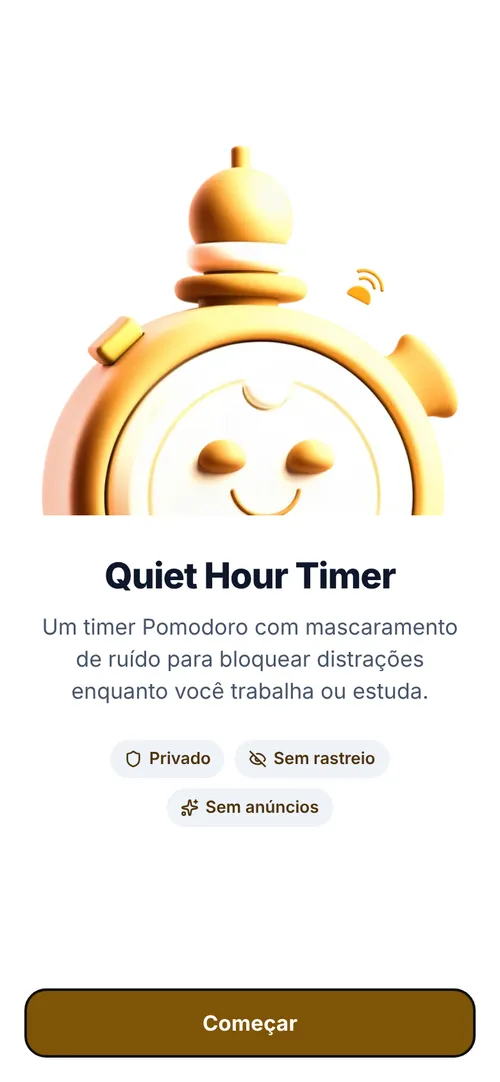 Quiet Hour Timer
Um timer Pomodoro com mascaramento
de ruído para bloquear distrações
enquanto você trabalha ou estuda.
Privado
Sem rastreio
Sem anúncios
Começar